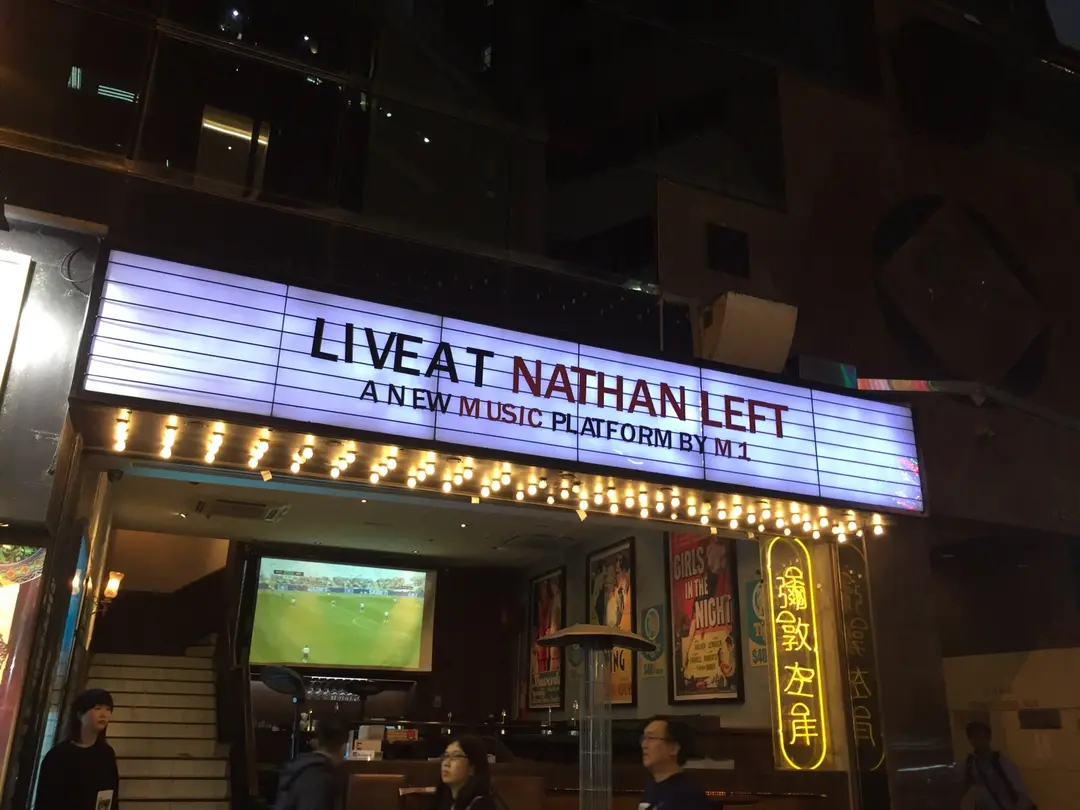 LIVE AT NATHAN LEFT
A NEW MUSIC PLATFORM BY M1
GIRLS
IN THE
NIGHT
彌敦左岸